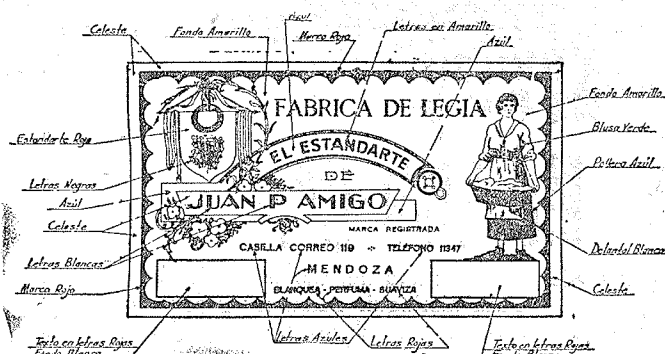 Azul
Celeste
Fondo Amarillo
Marco Rojo
Letras en Amarillo
Azúl
FABRICA DE LEGIA
Fondo Amarillo
Estandarte Rojo
EL ESTANDARTE
Blusa Verde
DE
Pollera Azúl
Letras Negras
JUAN P AMIGO
Azúl
Celeste
MARCA REGISTRADA
CASILLA CORREO 119 - TELEFONO 11347
Delantal Blanco
Letras Blancas
MENDOZA
Marco Rojo
BLANQUEA - PERFUMA - SUAVIZA
Celeste
Texto en letras Rojas
Fondo Blanco
Letras Azules
Letras Rojas
Texto en letras Rojas